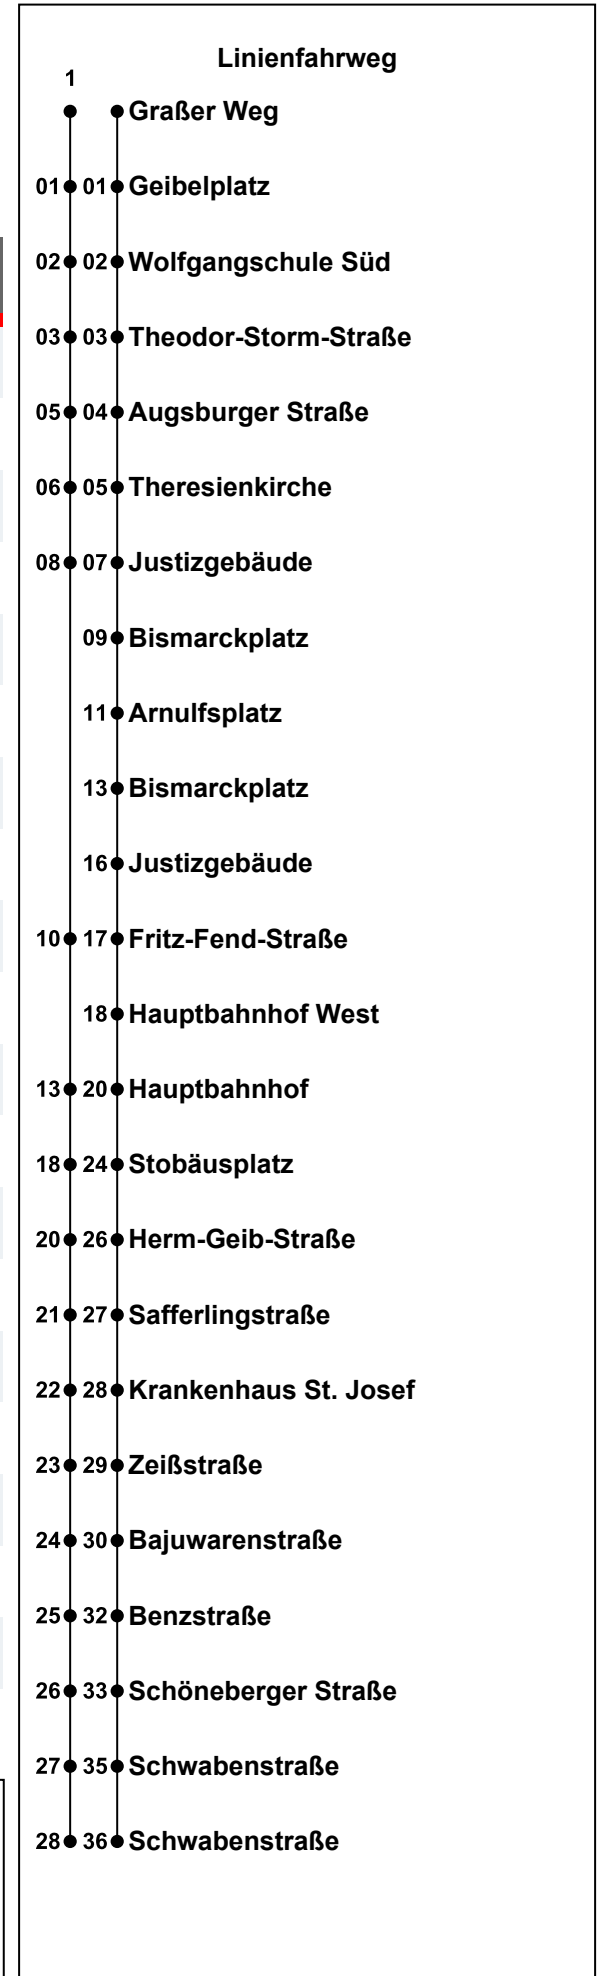 Linienfahrweg
1
Graßer Weg
01 01 Geibelplatz
02 02 Wolfgangschule Süd
03 03 Theodor-Storm-Straße
05 04 Augsburger Straße
06 05 Theresienkirche
08 07 Justizgebäude
09 Bismarckplatz
11 Arnulfsplatz
13 Bismarckplatz
16 Justizgebäude
10 17 Fritz-Fend-Straße
18 Hauptbahnhof West
13 20 Hauptbahnhof
18 24 Stobäusplatz
20 26 Herm-Geib-Straße
21 27 Safferlingstraße
22 28 Krankenhaus St. Josef
23 29 Zeißstraße
24 30 Bajuwarenstraße
25 32 Benzstraße
26 33 Schöneberger Straße
27 35 Schwabenstraße
28 36 Schwabenstraße